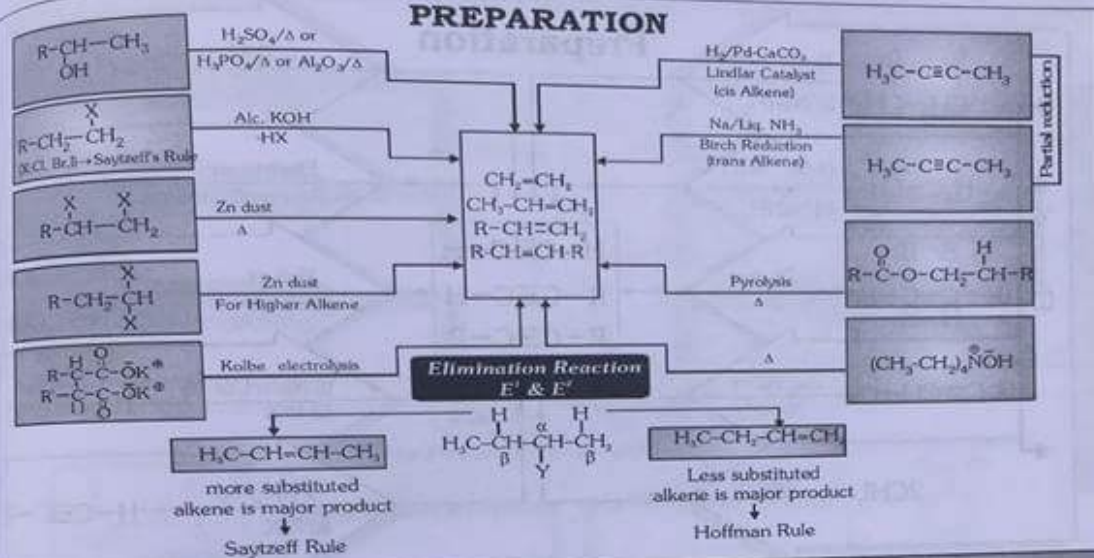 PREPARATION
R-CH-CH₃
OH
H₂SO₄/Δ or
H₃PO₄/Δ or Al₂O₃/Δ
X
R-CH₂-CH₂
(X:Cl, Br,I)→Saytzeff's Rule
Alc. KOH
-HX
X X
R-CH-CH₂
Zn dust
Δ
X
R-CH₂-CH
X
Zn dust
For Higher Alkene
H O
R-C-C-ŌK⊕
R-C-C-ŌK⊕
O
Kolbe electrolysis
CH₂=CH₂
CH₃-CH=CH₂
R-CH=CH₂
R-CH=CH-R
H₂/Pd-CaCO₃
Lindlar Catalyst
(cis Alkene)
H₃C-C≡C-CH₃
Na/Liq. NH₃
Birch Reduction
(trans Alkene)
H₃C-C≡C-CH₃
Partial reduction
Pyrolysis
Δ
O H
R-C-O-CH₂-CH-R
Δ
(CH₃-CH₂)₄N⊕ŌH
Elimination Reaction
H α H
H₃C-CH-CH-CH₃
β Y β
H₃C-CH=CH-CH₃
more substituted
alkene is major product
Saytzeff Rule
H₃C-CH₂-CH=CH₂
Less substituted
alkene is major product
Hoffman Rule